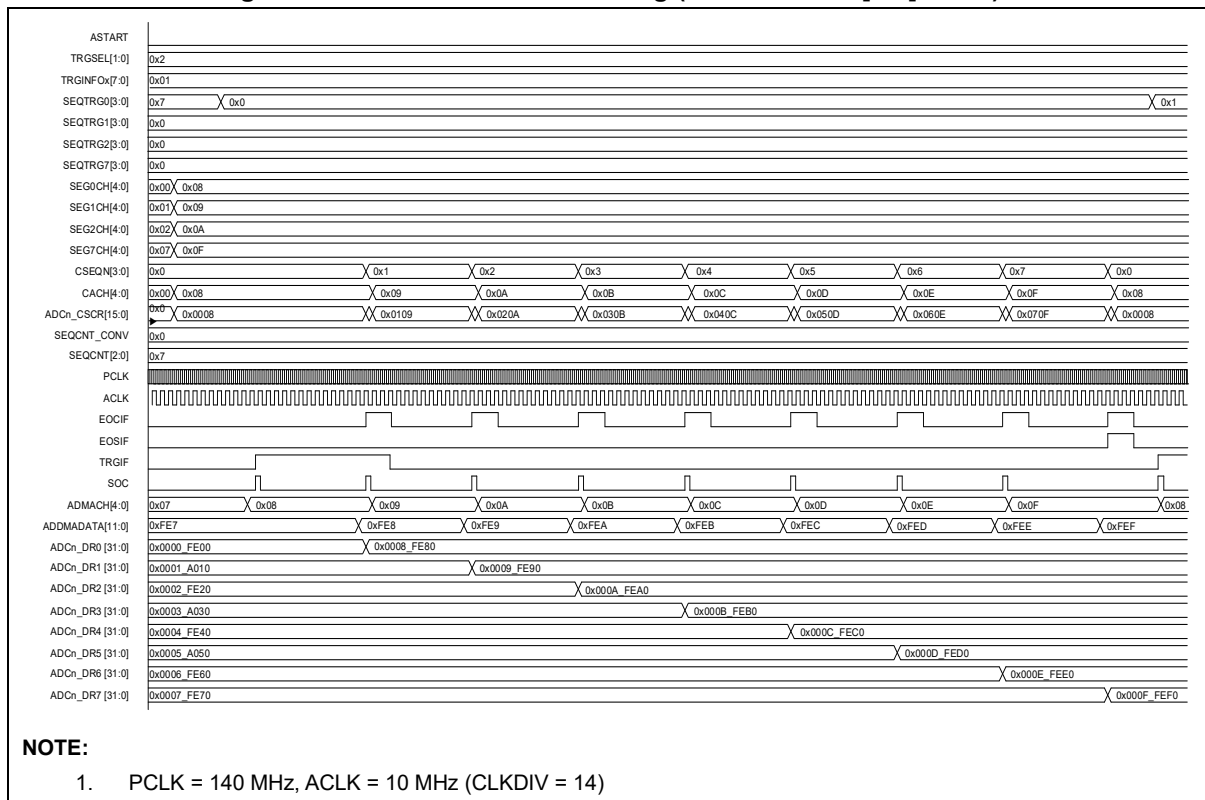 ASTART
TRGSEL[1:0] 0x2
TRGINFOx[7:0] 0x01
SEQTRG0[3:0] 0x7 0x0 0x1
SEQTRG1[3:0] 0x0
SEQTRG2[3:0] 0x0
SEQTRG7[3:0] 0x0
SEG0CH[4:0] 0x00 0x08
SEG1CH[4:0] 0x01 0x09
SEG2CH[4:0] 0x02 0x0A
SEG7CH[4:0] 0x07 0x0F
CSEQN[3:0] 0x0 0x1 0x2 0x3 0x4 0x5 0x6 0x7 0x0
CACH[4:0] 0x00 0x08 0x09 0x0A 0x0B 0x0C 0x0D 0x0E 0x0F 0x08
ADCn_CSCR[15:0] 0x0 0x0008 0x0109 0x020A 0x030B 0x040C 0x050D 0x060E 0x070F 0x0008
SEQCNT_CONV 0x0
SEQCNT[2:0] 0x7
PCLK
ACLK
EOCIF
EOSIF
TRGIF
SOC
ADMACH[4:0] 0x07 0x08 0x09 0x0A 0x0B 0x0C 0x0D 0x0E 0x0F 0x08
ADDMADATA[11:0] 0xFE7 0xFE8 0xFE9 0xFEA 0xFEB 0xFEC 0xFED 0xFEE 0xFEF
ADCn_DR0 [31:0] 0x0000_FE00 0x0008_FE80
ADCn_DR1 [31:0] 0x0001_A010 0x0009_FE90
ADCn_DR2 [31:0] 0x0002_FE20 0x000A_FEA0
ADCn_DR3 [31:0] 0x0003_A030 0x000B_FEB0
ADCn_DR4 [31:0] 0x0004_FE40 0x000C_FEC0
ADCn_DR5 [31:0] 0x0005_A050 0x000D_FED0
ADCn_DR6 [31:0] 0x0006_FE60 0x000E_FEE0
ADCn_DR7 [31:0] 0x0007_FE70 0x000F_FEF0
NOTE:
1. PCLK = 140 MHz, ACLK = 10 MHz (CLKDIV = 14)